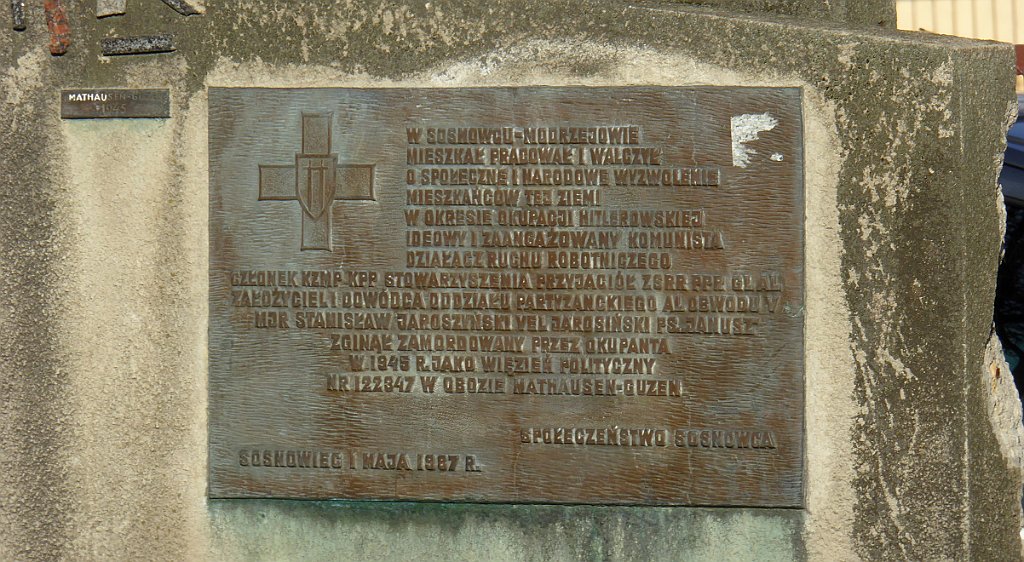 MATHAUSEN-G
W SOSNOWCU-MODRZEJOWIE
MIESZKAŁ PRACOWAŁ I WALCZYŁ
O SPOŁECZNE I NARODOWE WYZWOLENIE
MIESZKAŃCÓW TEJ ZIEMI
W OKRESIE OKUPACJI HITLEROWSKIEJ
IDEOWY I ZAANGAŻOWANY KOMUNISTA
DZIAŁACZ RUCHU ROBOTNICZEGO
CZŁONEK KZMP KPP STOWARZYSZENIA PRZYJACIÓŁ ZSRR PPR GL AL
ZAŁOŻYCIEL I DOWÓDCA ODDZIAŁU PARTYZANCKIEGO AL OBWODU V
MJR STANISŁAW JAROSZYŃSKI VEL JAROSIŃSKI PS. JANUSZ"
ZGINĄŁ ZAMORDOWANY PRZEZ OKUPANTA
W 1945 R. JAKO WIĘZIEŃ POLITYCZNY
NR 122847 W OBOZIE MATHAUSEN-GUZEN.
SPOŁECZEŃSTWO SOSNOWCA
SOSNOWIEC 1 MAJA 1987 R.